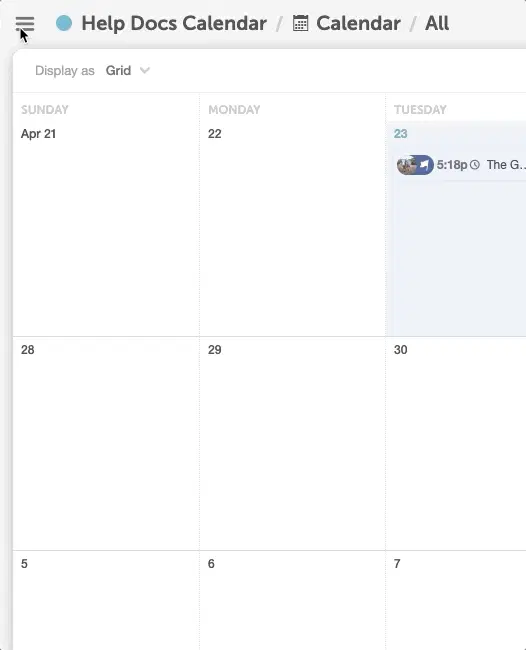 Help Docs Calendar / Calendar / All
Display as Grid
SUNDAY MONDAY TUESDAY
Apr 21 22 23
5:18p The G...
28 29 30
5 6 7